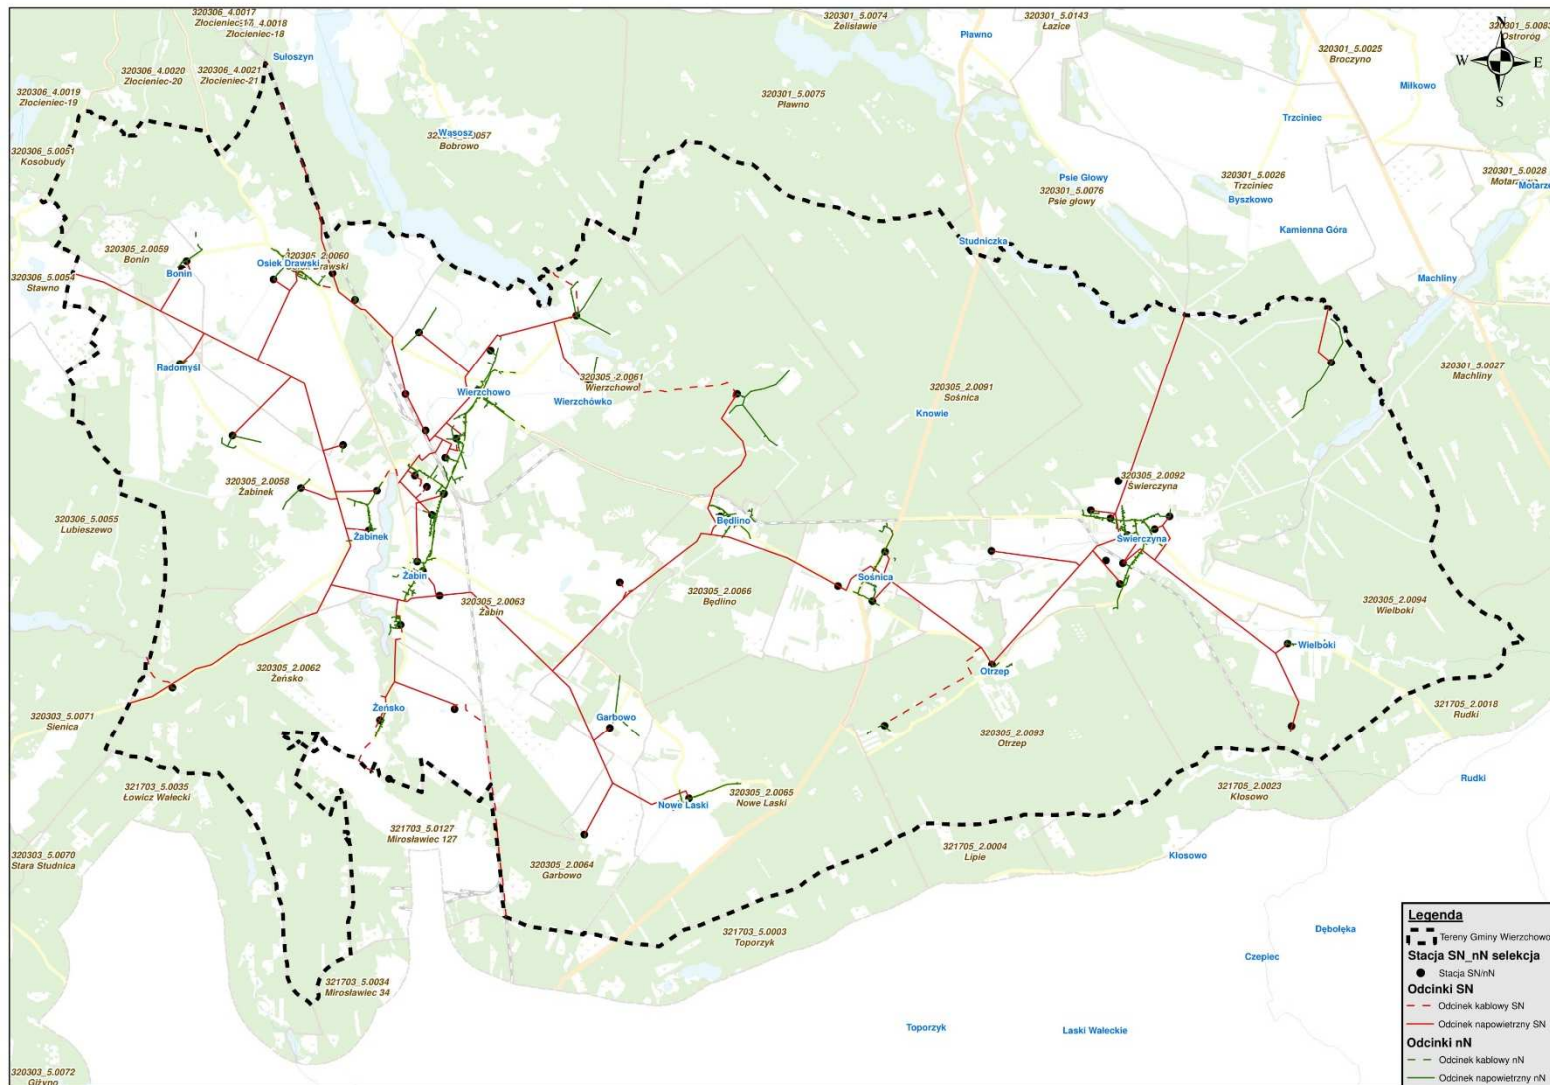 320306_4.0017
Złocieniec-17
4.0018
Złocieniec-18
320301_5.0074
Żelisławie
320301_5.0143
Łazice
N
W
E
S
Pławno
320301_5.0025
Broczyno
Sułoszyn
320306_4.0020
Złocieniec-20
320306_4.0021
Złocieniec-21
Miłkowo
320306_4.0019
Złocieniec-19
320301_5.0075
Pławno
Trzciniec
Wąsosz
Bobrowo
320306_5.0051
Kosobudy
Psie Głowy
320301_5.0076
Psie głowy
320301_5.0026
Trzciniec
Byszkowo
320301_5.0028
Kamienna Góra
Studniczka
320305_2.0059
Bonin
Bonin
320305_2.0060
Osiek Drawski
320306_5.0054
Stawno
Machliny
Radomyśl
320305_2.0061
Wierzchowo
Wierzchowo
Wierzchówko
320305_2.0091
Sośnica
Knowie
320301_5.0027
Machliny
320305_2.0058
Żabinek
320305_2.0092
Świerczyna
320306_5.0055
Lubieszewo
Będlino
Żabinek
Świerczyna
Żabin
Sośnica
320305_2.0063
Żabin
320305_2.0066
Będlino
320305_2.0094
Wielboki
Wielboki
320305_2.0062
Żeńsko
Otrzep
320303_5.0071
Sienica
Żeńsko
Garbowo
320305_2.0093
Otrzep
321705_2.0018
Rudki
Rudki
321703_5.0035
Łowicz Wałecki
320305_2.0065
Nowe Laski
Nowe Laski
321705_2.0023
Kłosowo
321703_5.0127
Mirosławiec 127
321705_2.0004
Lipie
Kłosowo
320303_5.0070
Stara Studnica
320305_2.0064
Garbowo
321703_5.0003
Toporzyk
Dębołęka
Czepiec
321703_5.0034
Mirosławiec 34
Toporzyk
Laski Wałeckie
320303_5.0072
Giżyno
Legenda
Tereny Gminy Wierzchowo
Stacja SN_nN selekcja
Stacja SN/nN
Odcinki SN
Odcinek kablowy SN
Odcinek napowietrzny SN
Odcinki nN
Odcinek kablowy nN
Odcinek napowietrzny nN